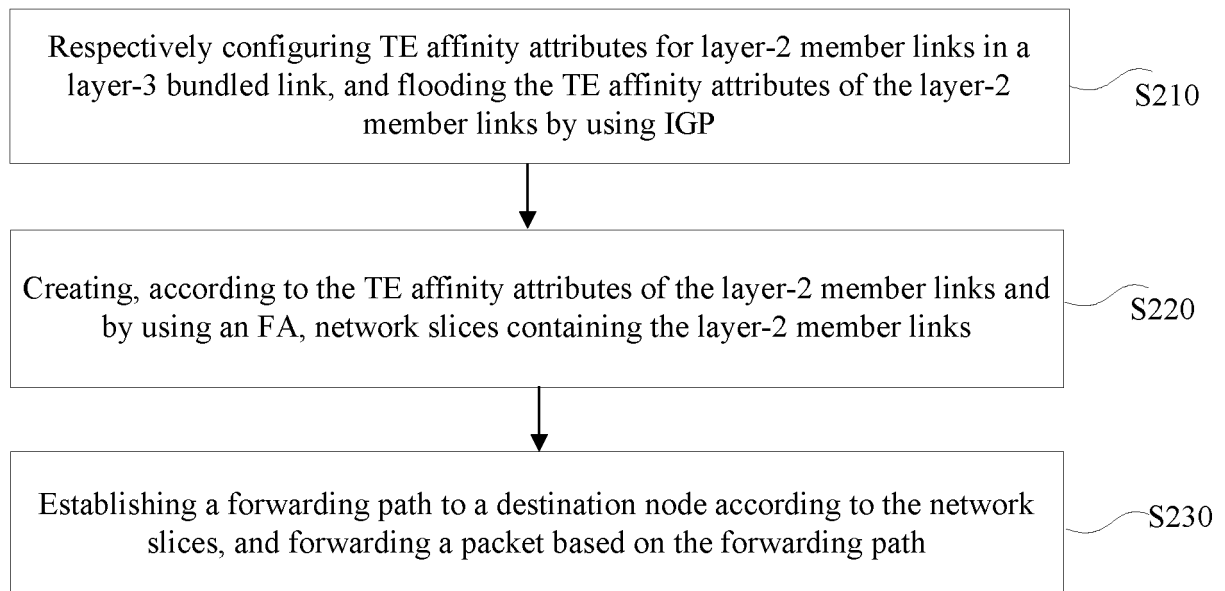 Respectively configuring TE affinity attributes for layer-2 member links in a
layer-3 bundled link, and flooding the TE affinity attributes of the layer-2
member links by using IGP
S210
Creating, according to the TE affinity attributes of the layer-2 member links and
by using an FA, network slices containing the layer-2 member links
S220
Establishing a forwarding path to a destination node according to the network
slices, and forwarding a packet based on the forwarding path
S230